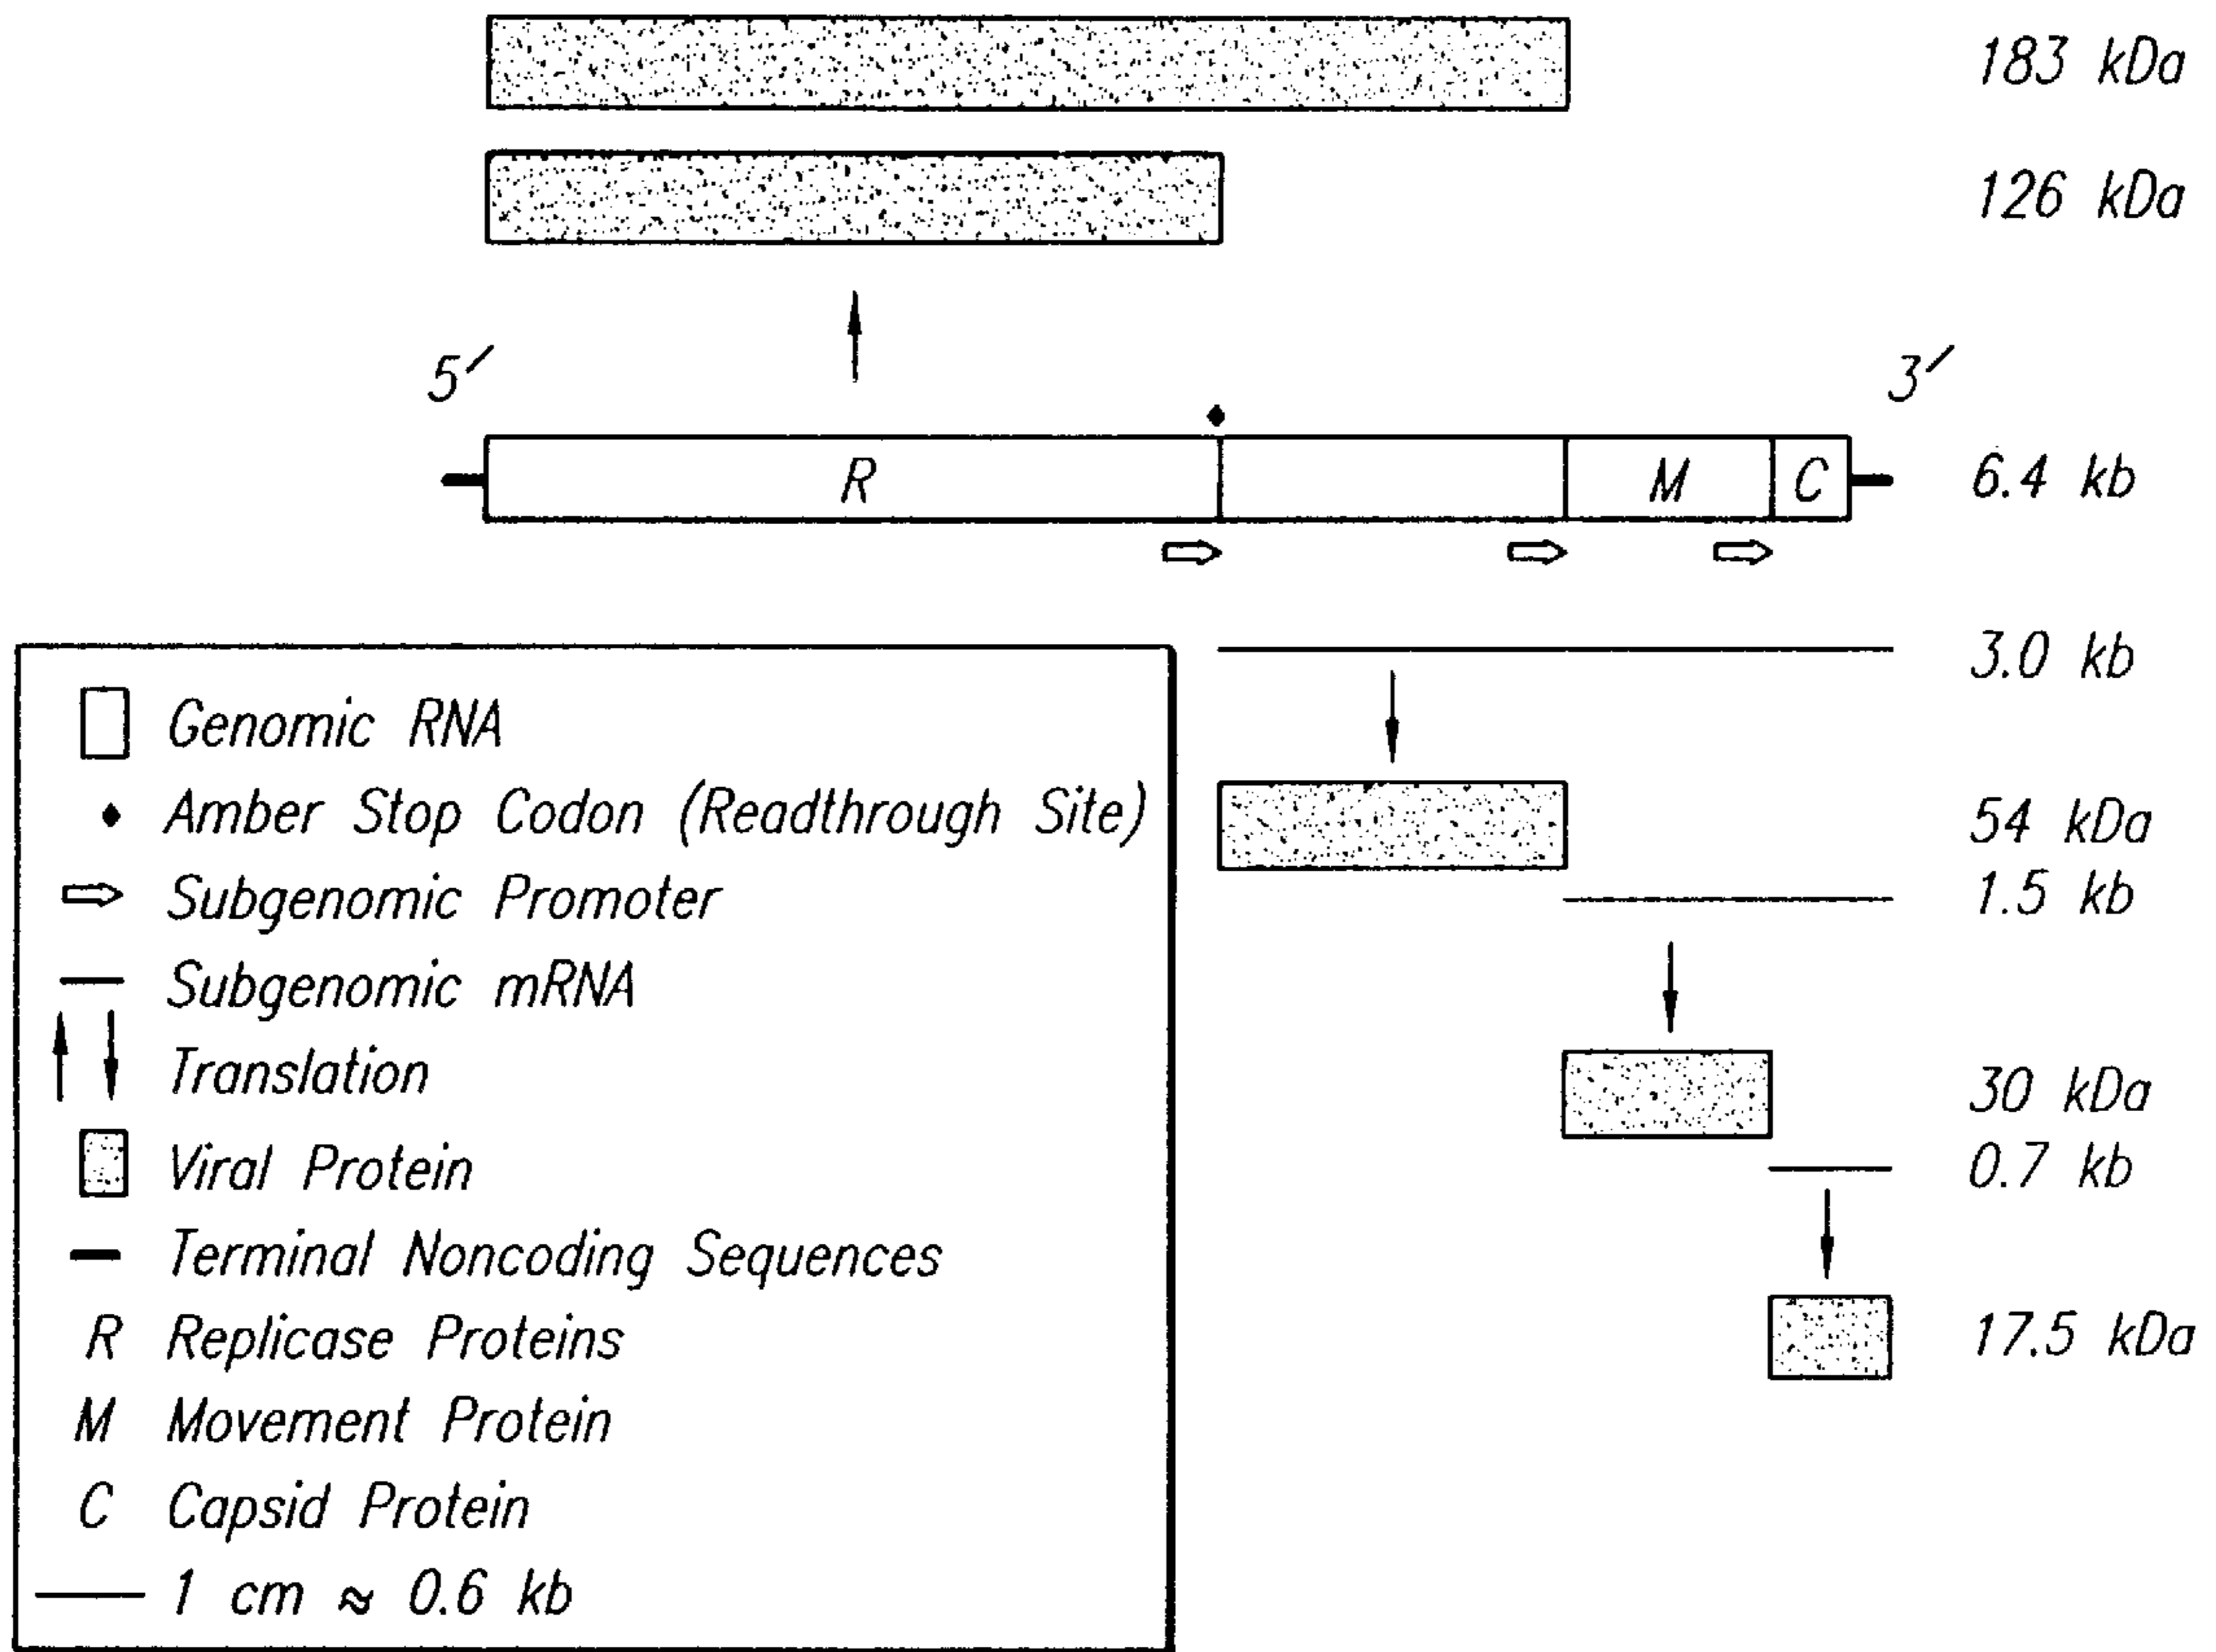 183 kDa
126 kDa
5′ 3′
R M C 6.4 kb
3.0 kb
54 kDa
1.5 kb
30 kDa
0.7 kb
17.5 kDa
Genomic RNA
Amber Stop Codon (Readthrough Site)
Subgenomic Promoter
Subgenomic mRNA
Translation
Viral Protein
Terminal Noncoding Sequences
R Replicase Proteins
M Movement Protein
C Capsid Protein
1 cm ≈ 0.6 kb